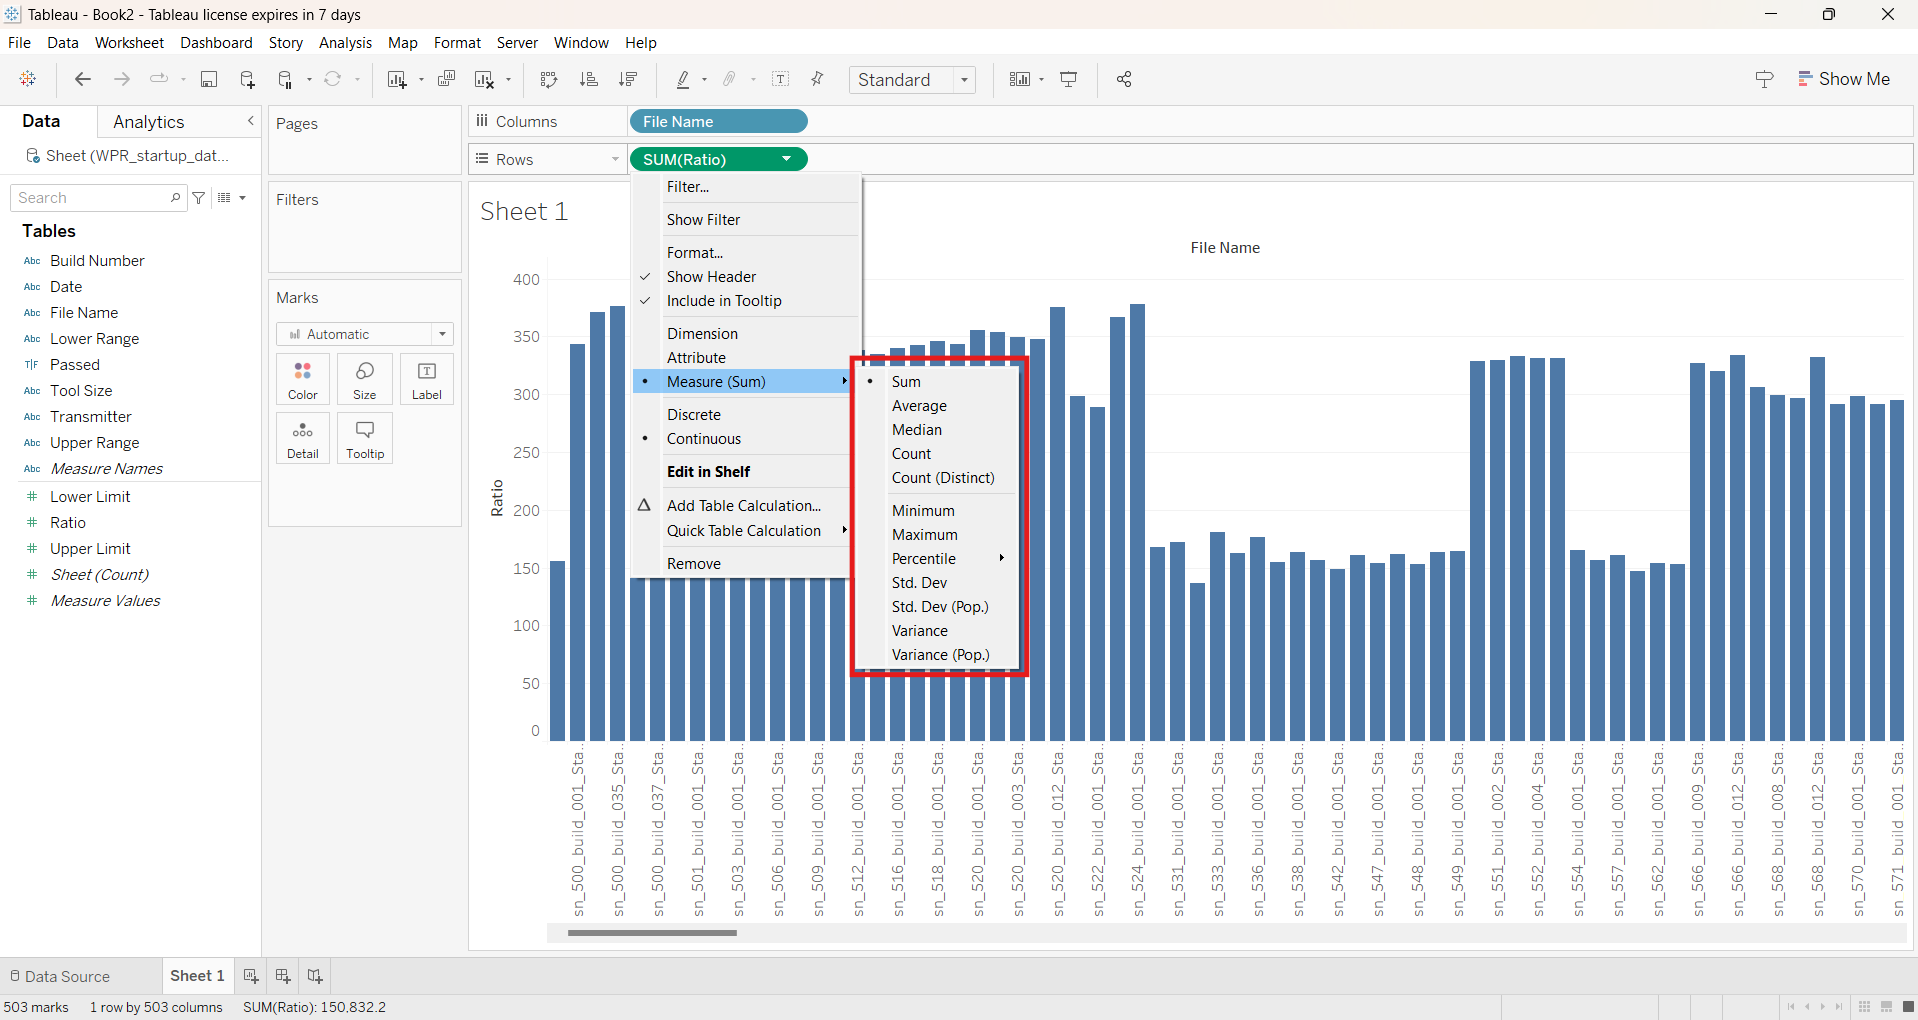 Tableau - Book2 - Tableau license expires in 7 days
File Data Worksheet Dashboard Story Analysis Map Format Server Window Help
Standard
Show Me
Data Analytics
Sheet (WPR_startup_dat...
Search
Tables
Abc Build Number
Abc Date
Abc File Name
Abc Lower Range
T|F Passed
Abc Tool Size
Abc Transmitter
Abc Upper Range
Abc Measure Names
# Lower Limit
# Ratio
# Upper Limit
# Sheet (Count)
# Measure Values
Pages
Filters
Marks
Automatic
Color Size Label
Detail Tooltip
Columns File Name
Rows SUM(Ratio)
Sheet 1
Filter...
Show Filter
Format...
Show Header
Include in Tooltip
Dimension
Attribute
Measure (Sum)
Discrete
Continuous
Edit in Shelf
Add Table Calculation...
Quick Table Calculation
Remove
Sum
Average
Median
Count
Count (Distinct)
Minimum
Maximum
Percentile
Std. Dev
Std. Dev (Pop.)
Variance
Variance (Pop.)
File Name
Ratio
400
350
300
250
200
150
100
50
0
sn_500_build_001_Sta..
sn_500_build_035_Sta..
sn_500_build_037_Sta..
sn_501_build_001_Sta..
sn_503_build_001_Sta..
sn_506_build_001_Sta..
sn_509_build_001_Sta..
sn_512_build_001_Sta..
sn_516_build_001_Sta..
sn_518_build_001_Sta..
sn_520_build_001_Sta..
sn_520_build_003_Sta..
sn_520_build_012_Sta..
sn_522_build_001_Sta..
sn_524_build_001_Sta..
sn_531_build_001_Sta..
sn_533_build_001_Sta..
sn_536_build_001_Sta..
sn_538_build_001_Sta..
sn_542_build_001_Sta..
sn_547_build_001_Sta..
sn_548_build_001_Sta..
sn_549_build_001_Sta..
sn_551_build_002_Sta..
sn_552_build_004_Sta..
sn_554_build_001_Sta..
sn_557_build_001_Sta..
sn_562_build_001_Sta..
sn_566_build_009_Sta..
sn_566_build_012_Sta..
sn_568_build_008_Sta..
sn_568_build_012_Sta..
sn_570_build_001_Sta..
sn_571_build_001_Sta..
Data Source Sheet 1
503 marks 1 row by 503 columns SUM(Ratio): 150,832.2